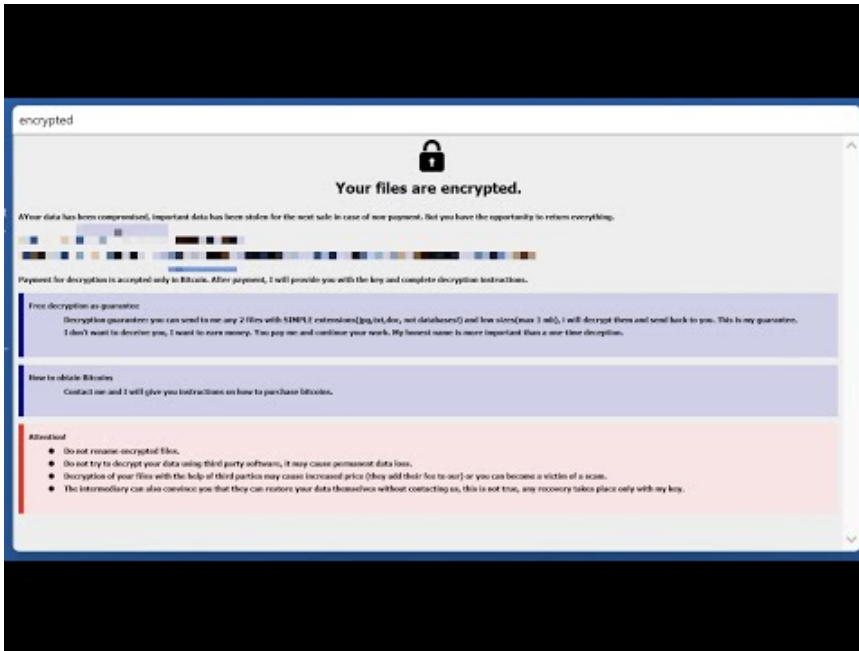 encrypted
Your files are encrypted.
AYour data has been compromised, important data has been stolen for the next sale in case of non payment. But you have the opportunity to return everything.
Payment for decryption is accepted only in Bitcoin. After payment, I will provide you with the key and complete decryption instructions.
Free decryption as guarantee
Decryption guarantee: you can send to me any 2 files with SIMPLE extensions(jpg,txt,doc, not databases!) and low sizes(max 1 mb), I will decrypt them and send back to you. This is my guarantee.
I don't want to deceive you, I want to earn money. You pay me and continue your work. My honest name is more important than a one-time deception.
How to obtain Bitcoins
Contact me and I will give you instructions on how to purchase bitcoins.
Attention!
Do not rename encrypted files.
Do not try to decrypt your data using third party software, it may cause permanent data loss.
Decryption of your files with the help of third parties may cause increased price (they add their fee to our) or you can become a victim of a scam.
The intermediary can also convince you that they can restore your data themselves without contacting us, this is not true, any recovery takes place only with my key.